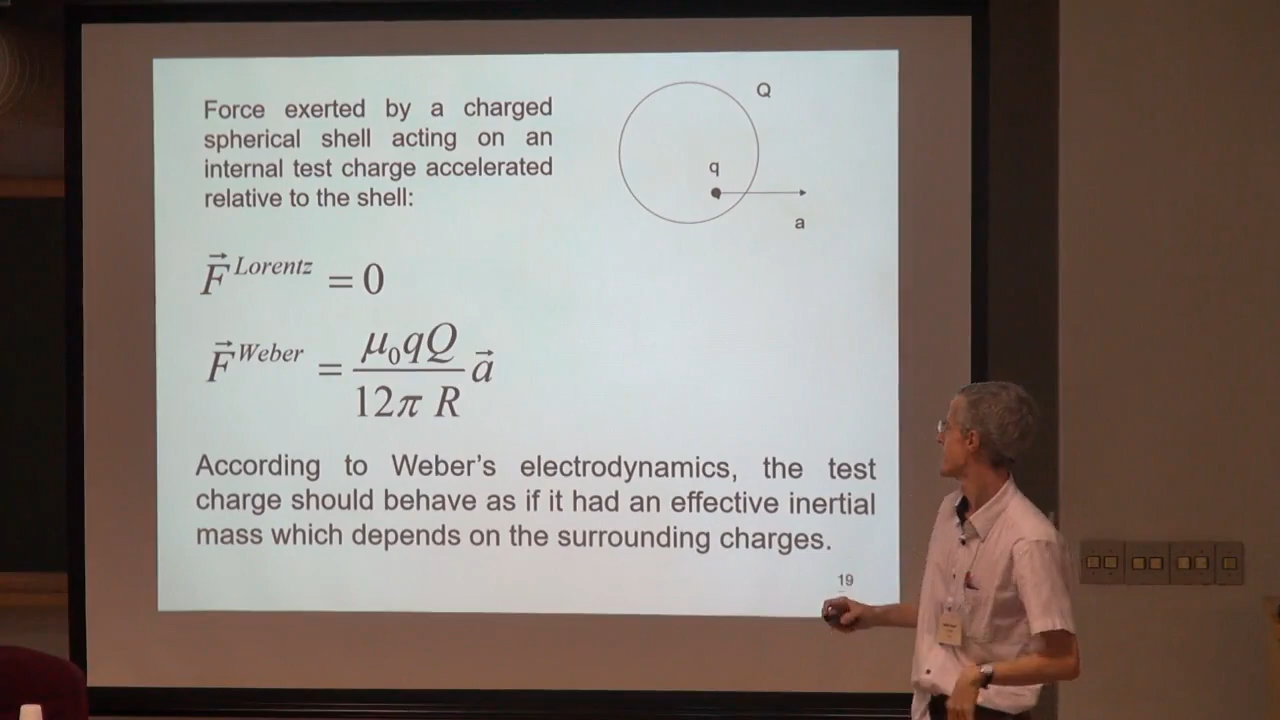 Force exerted by a charged
spherical shell acting on an
internal test charge accelerated
relative to the shell:
Q
q
a
F⃗ ^Lorentz = 0
F⃗ ^Weber = μ₀qQ / 12π R a⃗
According to Weber's electrodynamics, the test
charge should behave as if it had an effective inertial
mass which depends on the surrounding charges.
19